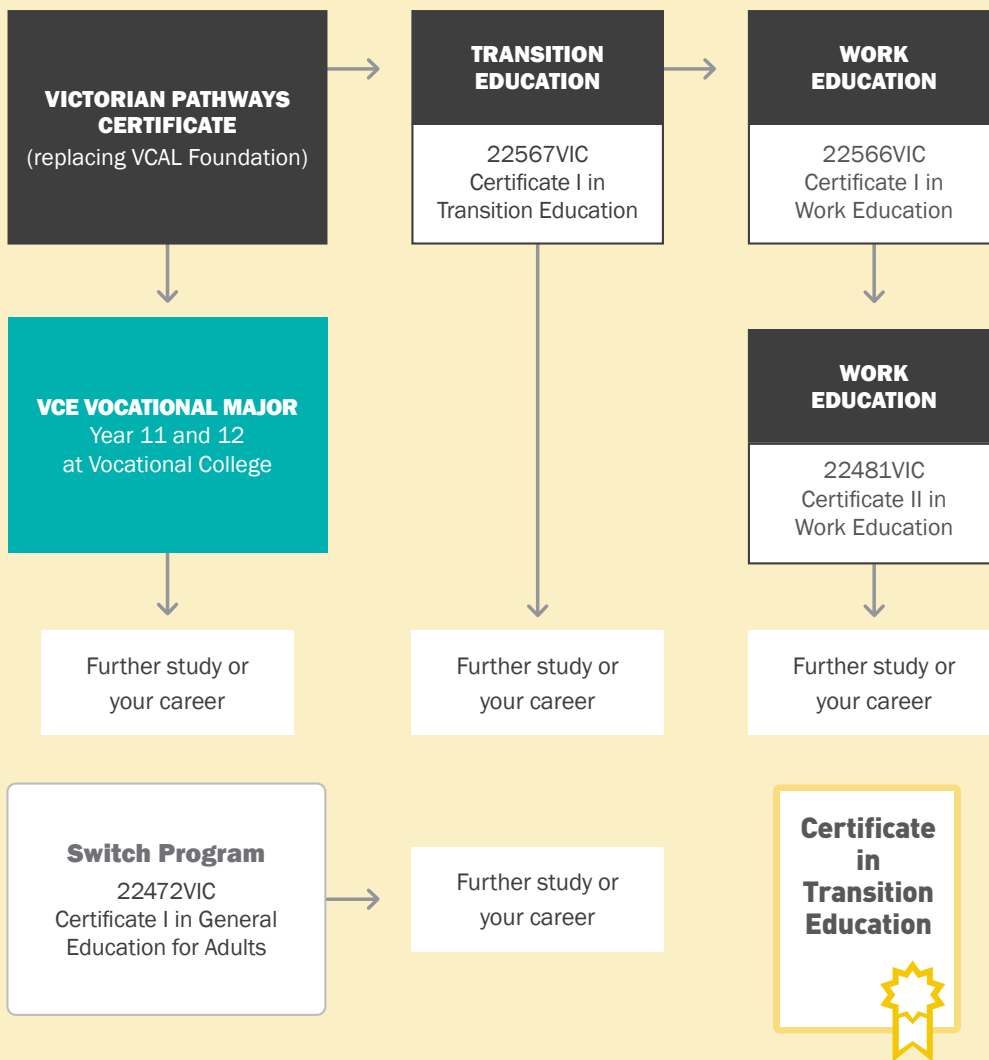 VICTORIAN PATHWAYS
CERTIFICATE
(replacing VCAL Foundation)
TRANSITION
EDUCATION
22567VIC
Certificate I in
Transition Education
WORK
EDUCATION
22566VIC
Certificate I in
Work Education
VCE VOCATIONAL MAJOR
Year 11 and 12
at Vocational College
WORK
EDUCATION
22481VIC
Certificate II in
Work Education
Further study or
your career
Further study or
your career
Further study or
your career
Switch Program
22472VIC
Certificate I in General
Education for Adults
Further study or
your career
Certificate
in
Transition
Education